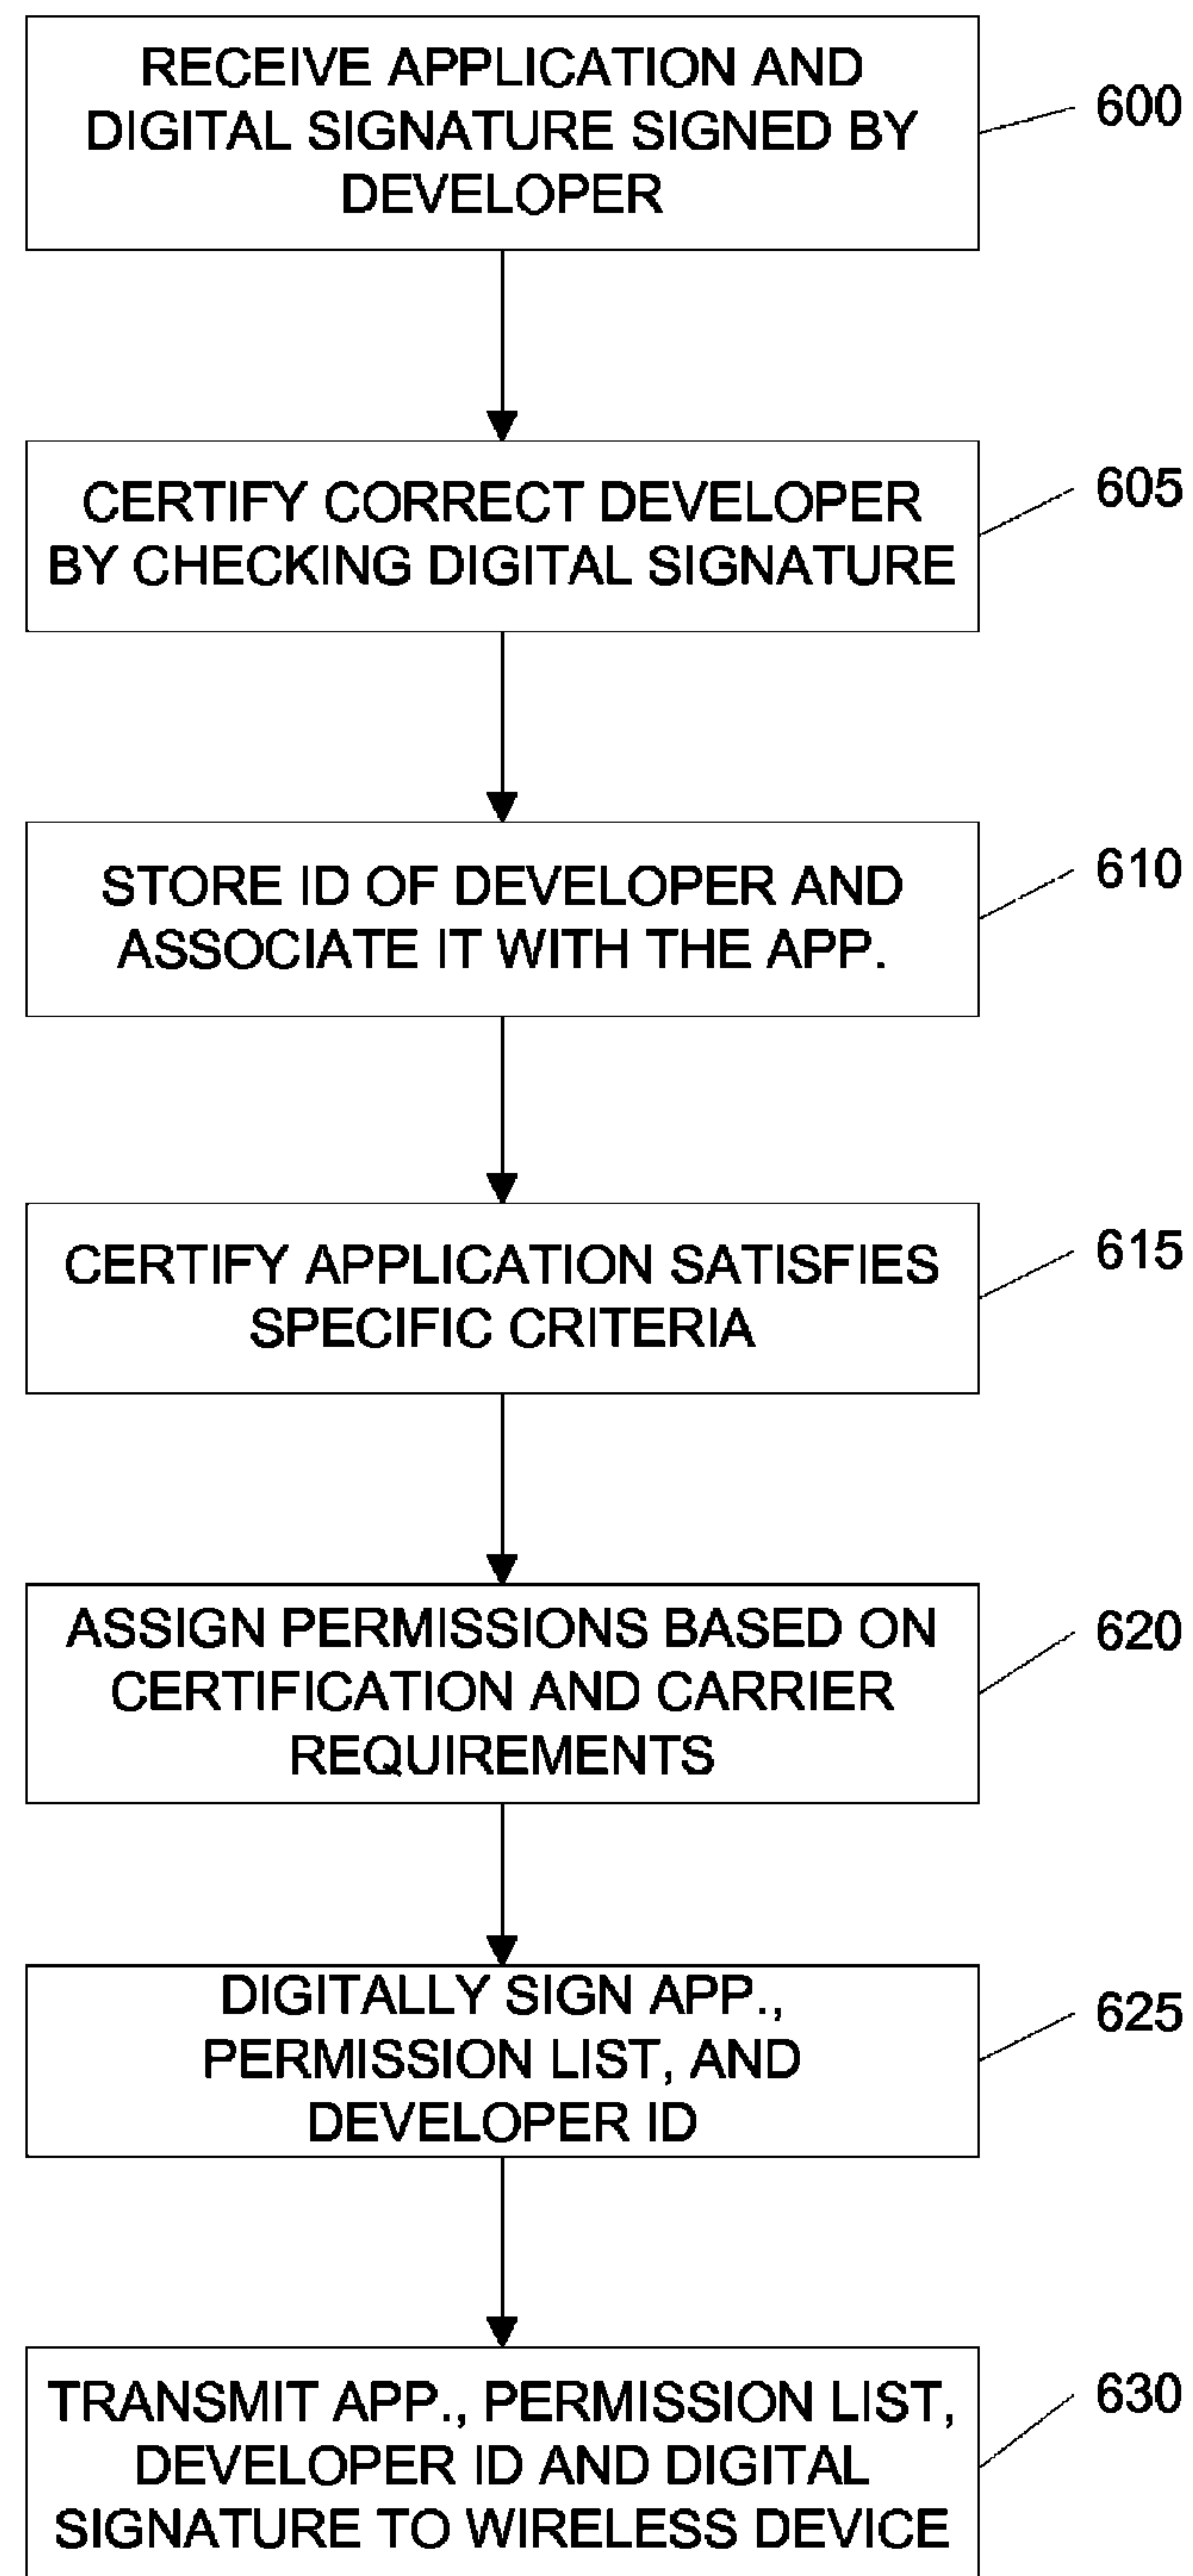 RECEIVE APPLICATION AND
DIGITAL SIGNATURE SIGNED BY
DEVELOPER
600
CERTIFY CORRECT DEVELOPER
BY CHECKING DIGITAL SIGNATURE
605
STORE ID OF DEVELOPER AND
ASSOCIATE IT WITH THE APP.
610
CERTIFY APPLICATION SATISFIES
SPECIFIC CRITERIA
615
ASSIGN PERMISSIONS BASED ON
CERTIFICATION AND CARRIER
REQUIREMENTS
620
DIGITALLY SIGN APP.,
PERMISSION LIST, AND
DEVELOPER ID
625
TRANSMIT APP., PERMISSION LIST,
DEVELOPER ID AND DIGITAL
SIGNATURE TO WIRELESS DEVICE
630